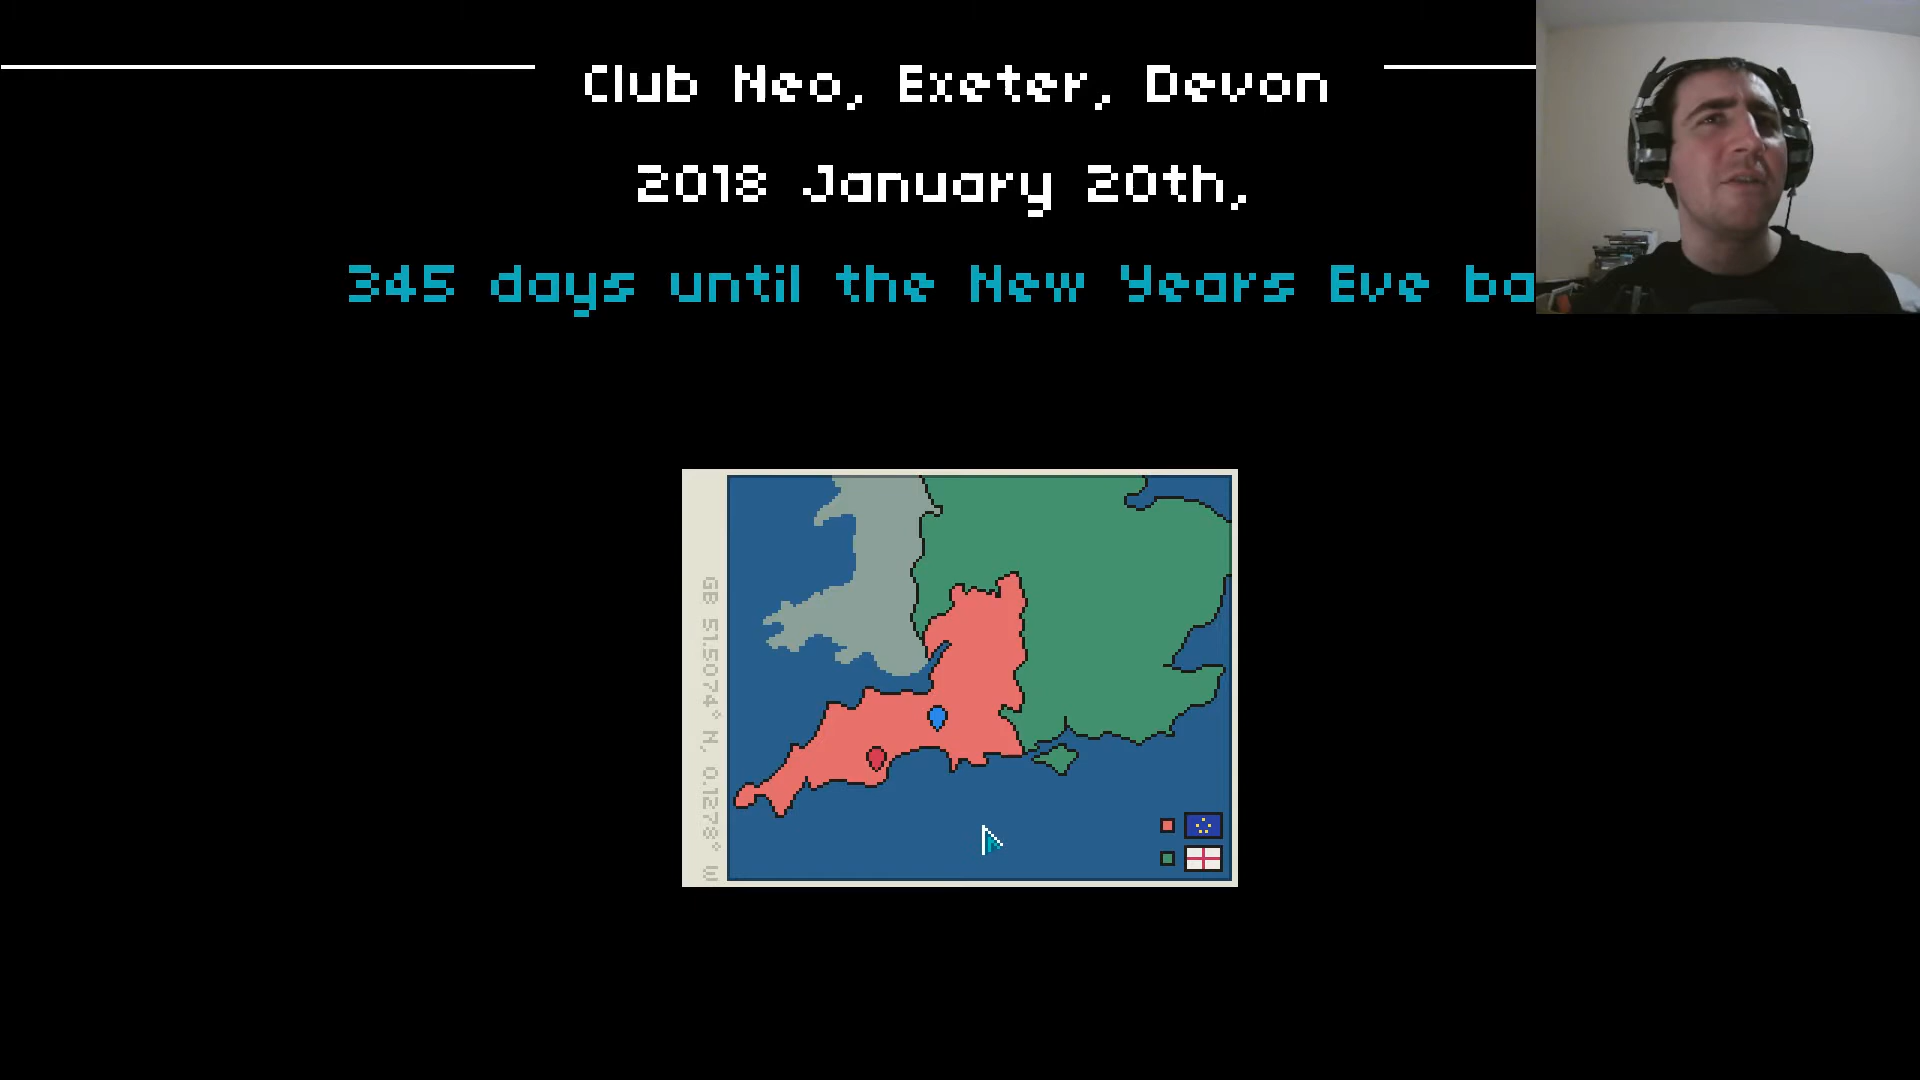 Club Neo, Exeter, Devon
2018 January 20th,
345 days until the New Years Eve ba
GB 51.5074° N, 0.1278° W